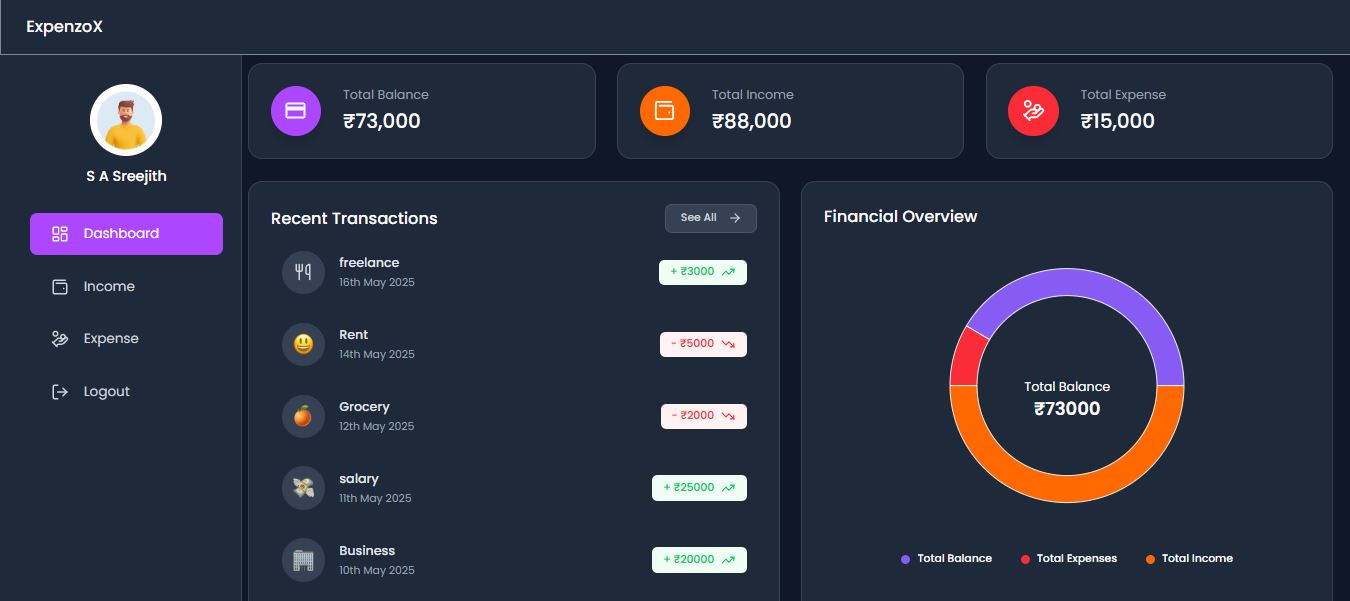 ExpenzoX
S A Sreejith
Dashboard
Income
Expense
Logout
Total Balance
₹73,000
Total Income
₹88,000
Total Expense
₹15,000
Recent Transactions
See All
freelance
16th May 2025
+ ₹3000
Rent
14th May 2025
- ₹5000
Grocery
12th May 2025
- ₹2000
salary
11th May 2025
+ ₹25000
Business
10th May 2025
+ ₹20000
Financial Overview
Total Balance
₹73000
Total Balance
Total Expenses
Total Income